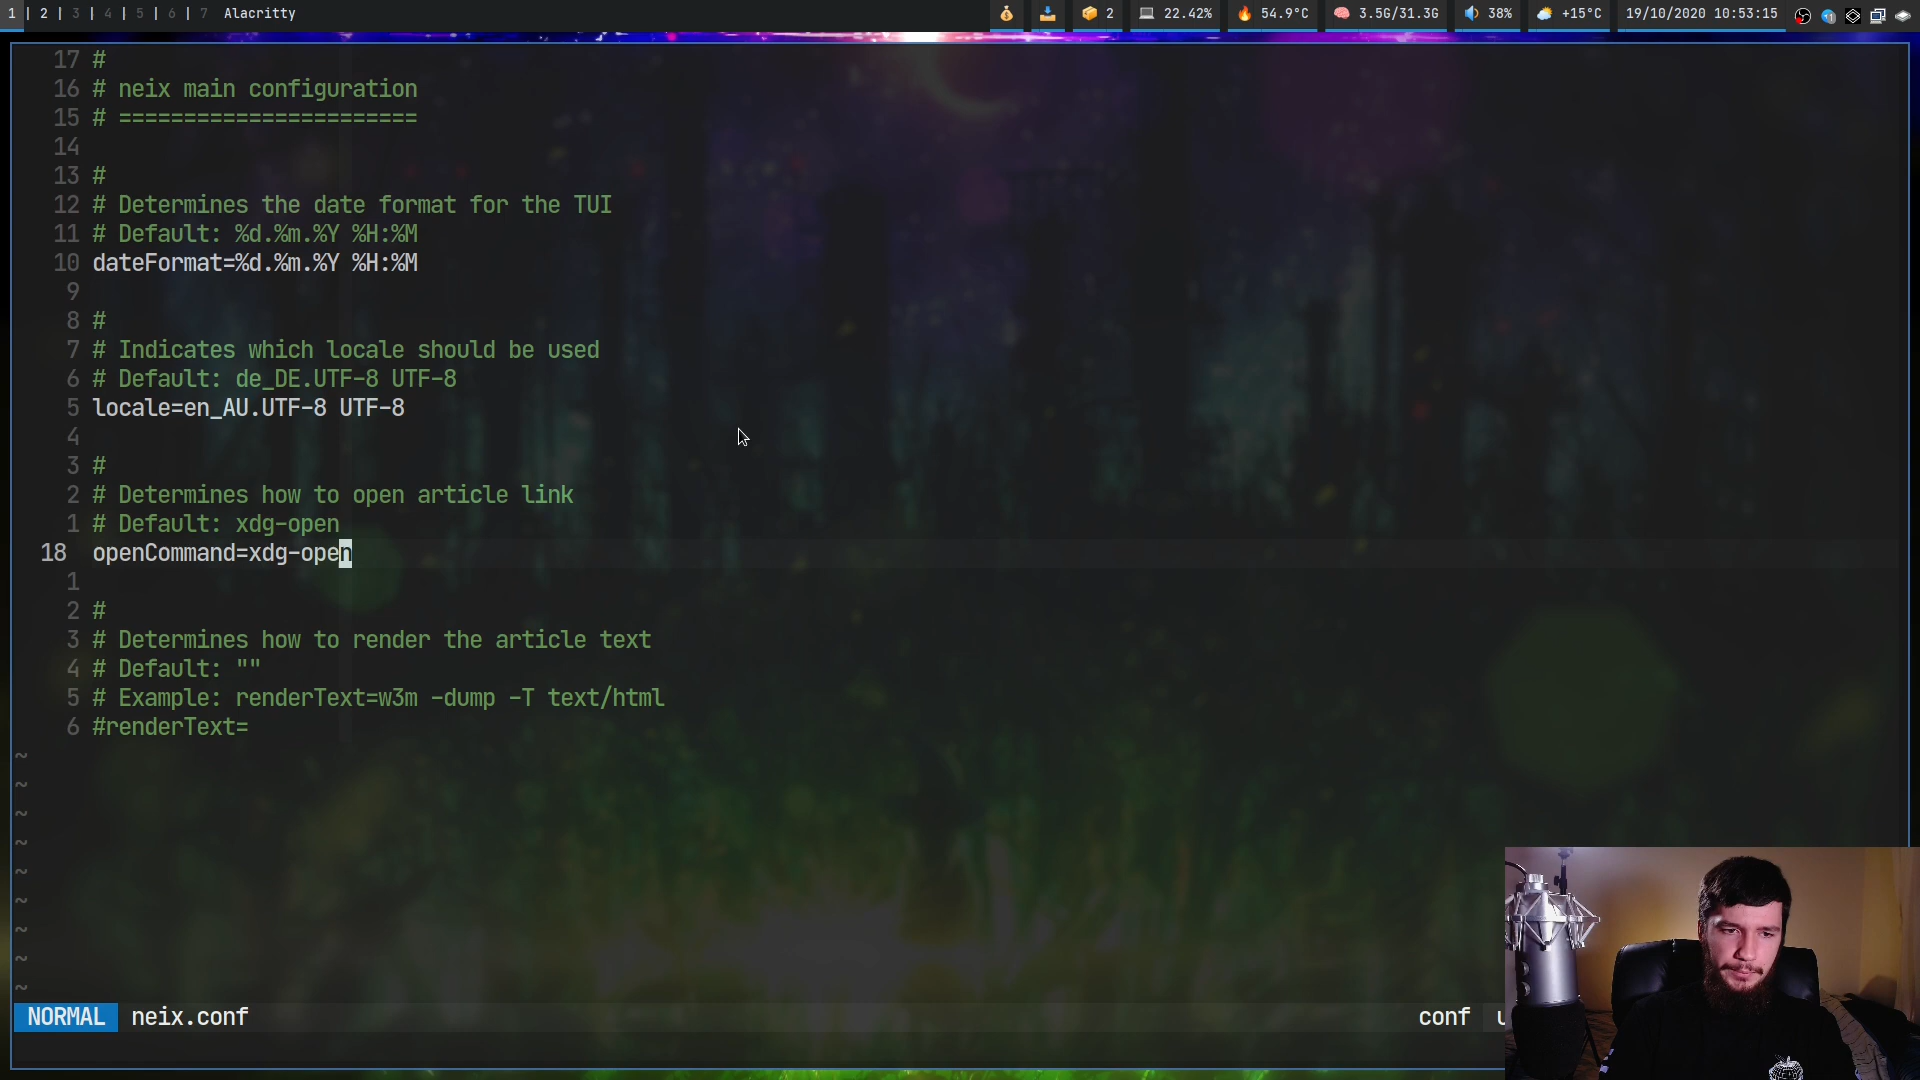 1 | 2 | 3 | 4 | 5 | 6 | 7 Alacritty
2 22.42% 54.9°C 3.5G/31.3G 38% +15°C 19/10/2020 10:53:15
17 #
16 # neix main configuration
15 # =======================
14
13 #
12 # Determines the date format for the TUI
11 # Default: %d.%m.%Y %H:%M
10 dateFormat=%d.%m.%Y %H:%M
9
8 #
7 # Indicates which locale should be used
6 # Default: de_DE.UTF-8 UTF-8
5 locale=en_AU.UTF-8 UTF-8
4
3 #
2 # Determines how to open article link
1 # Default: xdg-open
18 openCommand=xdg-open
1
2 #
3 # Determines how to render the article text
4 # Default: ""
5 # Example: renderText=w3m -dump -T text/html
6 #renderText=
~
~
~
~
~
~
~
~
~
NORMAL neix.conf conf